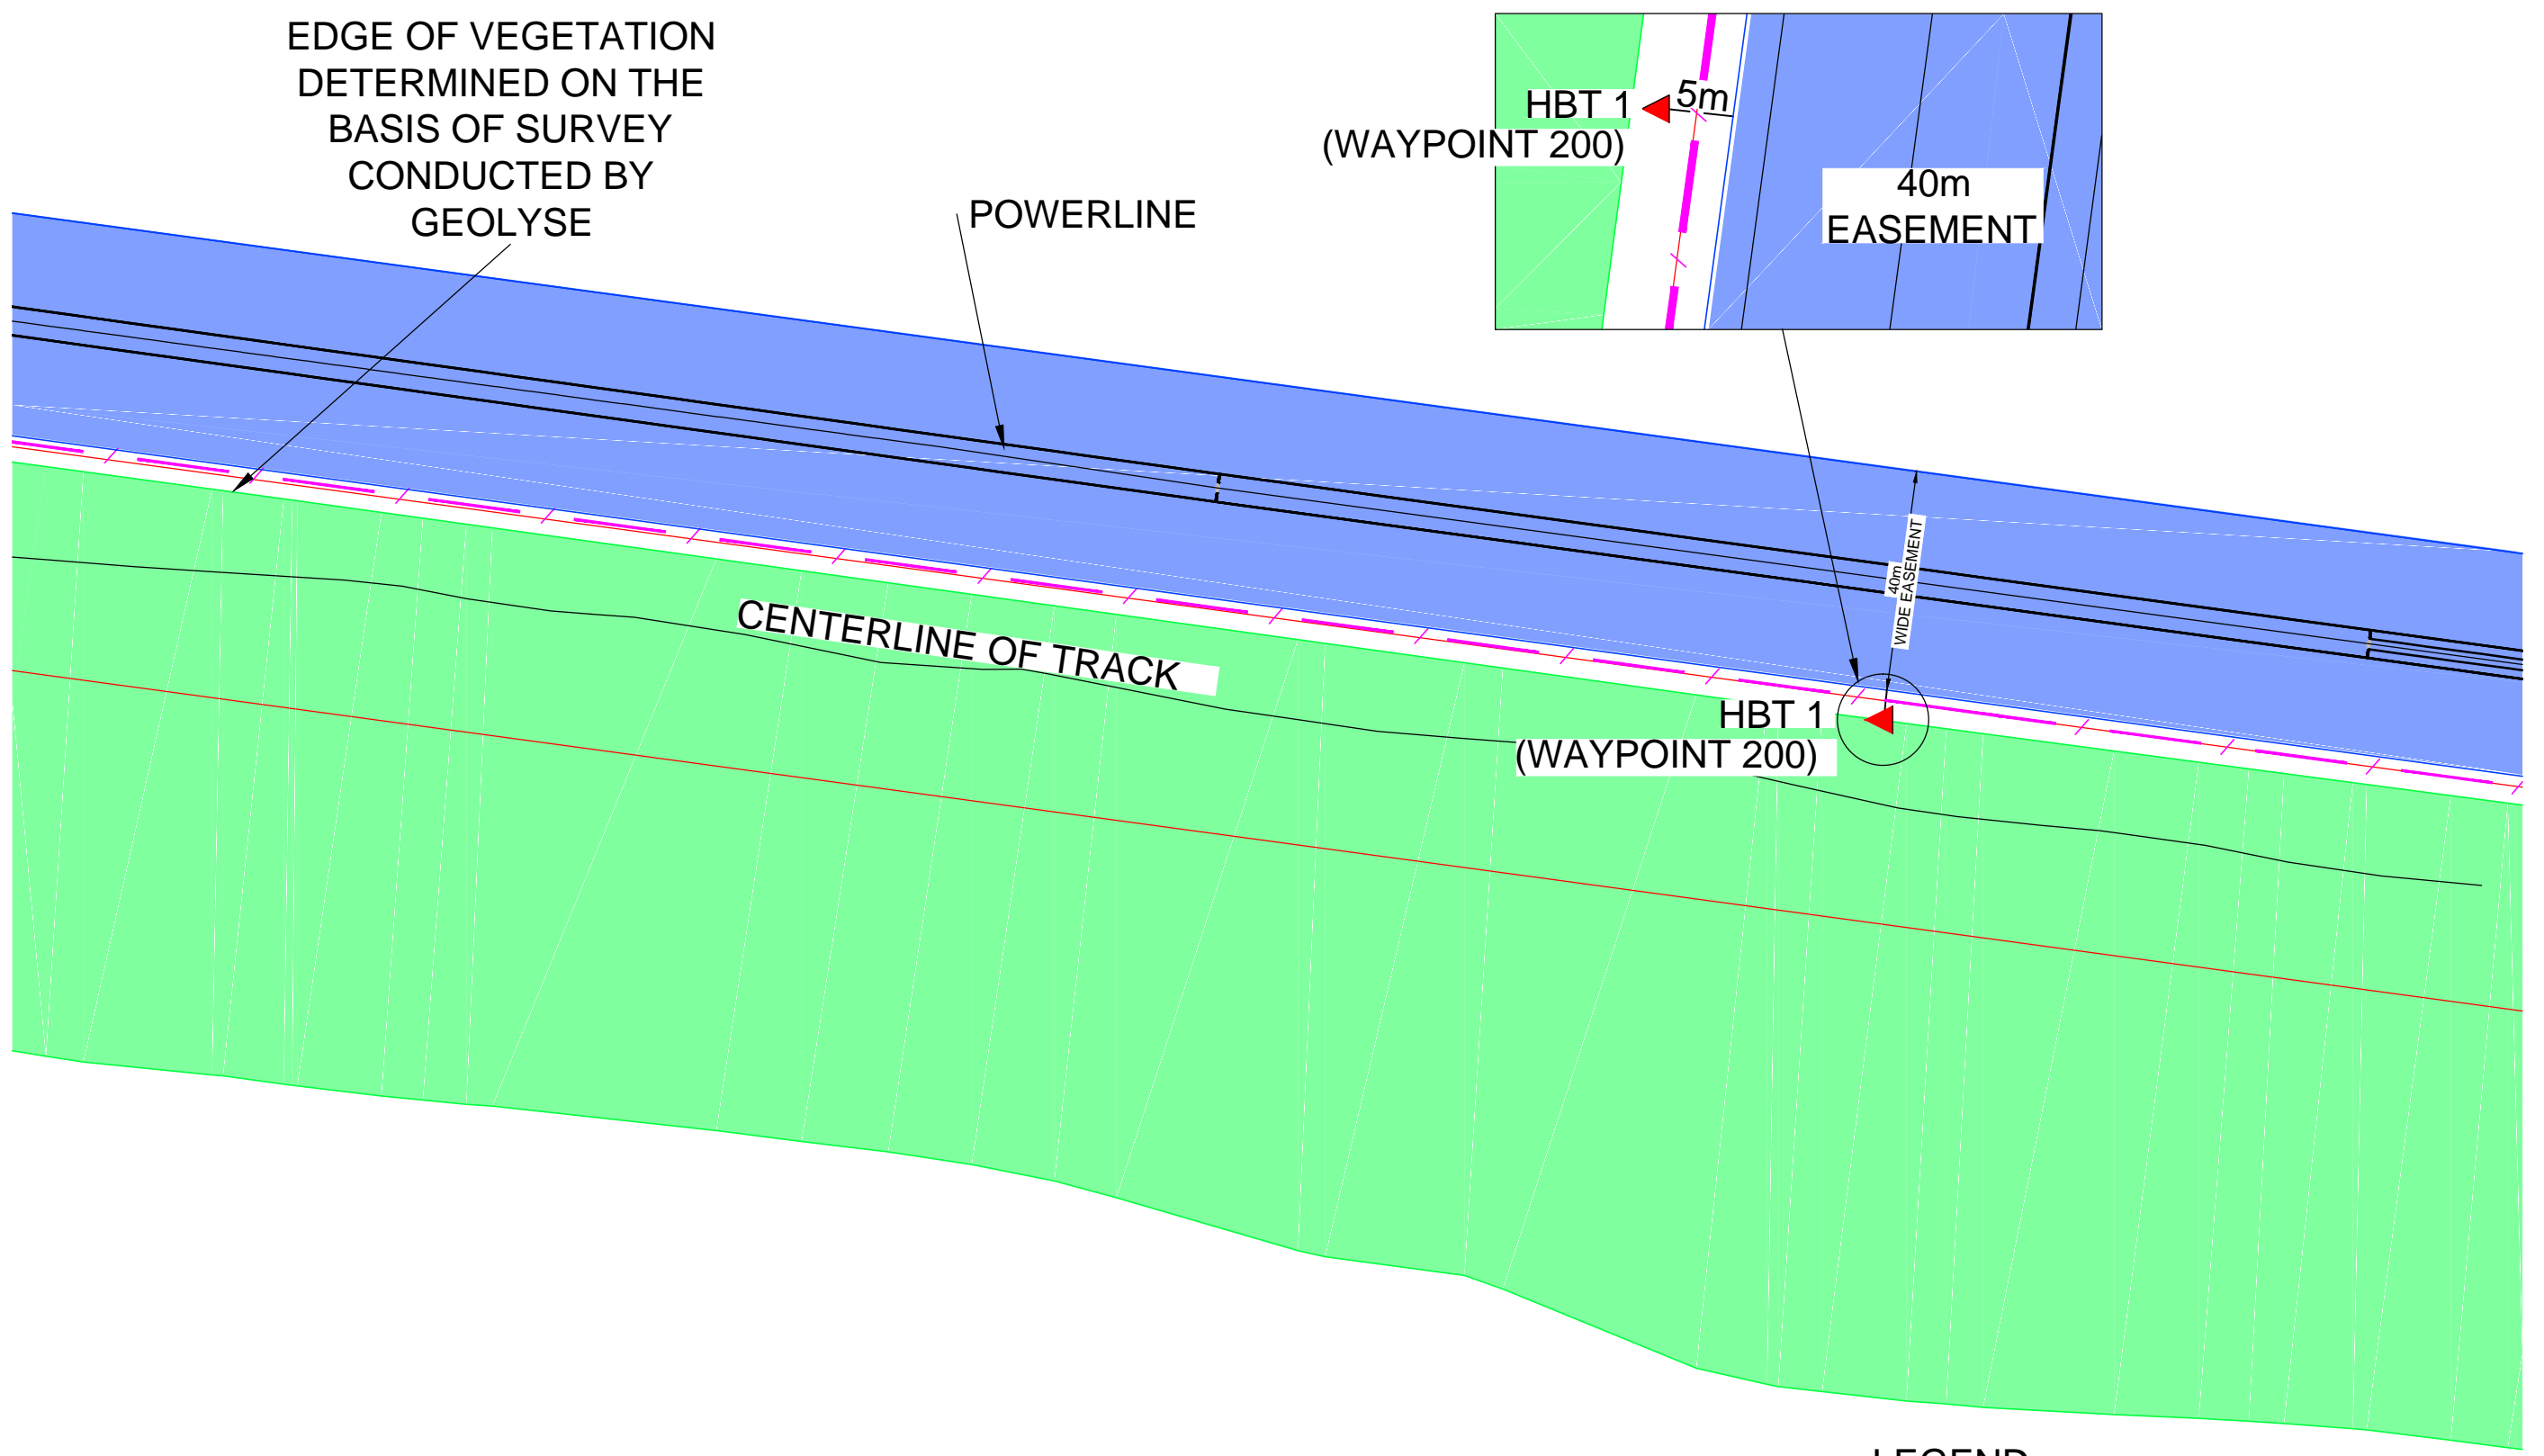 EDGE OF VEGETATION
DETERMINED ON THE
BASIS OF SURVEY
CONDUCTED BY
GEOLYSE
POWERLINE
HBT 1
(WAYPOINT 200)
5m
40m
EASEMENT
40m
WIDE EASEMENT
CENTERLINE OF TRACK
HBT 1
(WAYPOINT 200)
LEGEND